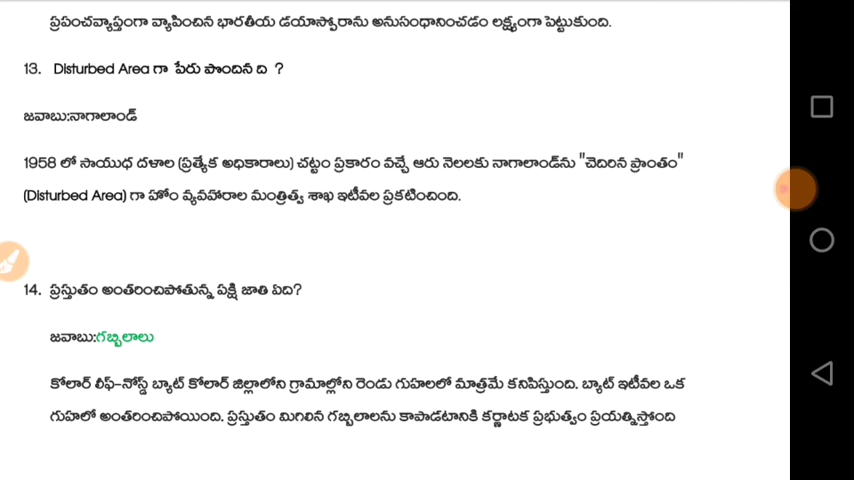 ప్రపంచవ్యాప్తంగా వ్యాపించిన భారతీయ డయాస్పోరాను అనుసంధానించడం లక్ష్యంగా పెట్టుకుంది.
13. Disturbed Area గా పేరు పొందిన ది ?
జవాబు:నాగాలాండ్
1958 లో సాయుధ దళాల (ప్రత్యేక అధికారాలు) చట్టం ప్రకారం వచ్చే ఆరు నెలలకు నాగాలాండ్‌ను "చెదిరిన ప్రాంతం"
(Disturbed Area) గా హోం వ్యవహారాల మంత్రిత్వ శాఖ ఇటీవల ప్రకటించింది.
14. ప్రస్తుతం అంతరించిపోతున్న పక్షి జాతి ఏది?
జవాబు:గబ్బిలాలు
కోలార్ లీఫ్-నోస్డ్ బ్యాట్ కోలార్ జిల్లాలోని గ్రామాల్లోని రెండు గుహలలో మాత్రమే కనిపిస్తుంది. బ్యాట్ ఇటీవల ఒక
గుహలో అంతరించిపోయింది. ప్రస్తుతం మిగిలిన గబ్బిలాలను కాపాడటానికి కర్ణాటక ప్రభుత్వం ప్రయత్నిస్తోంది